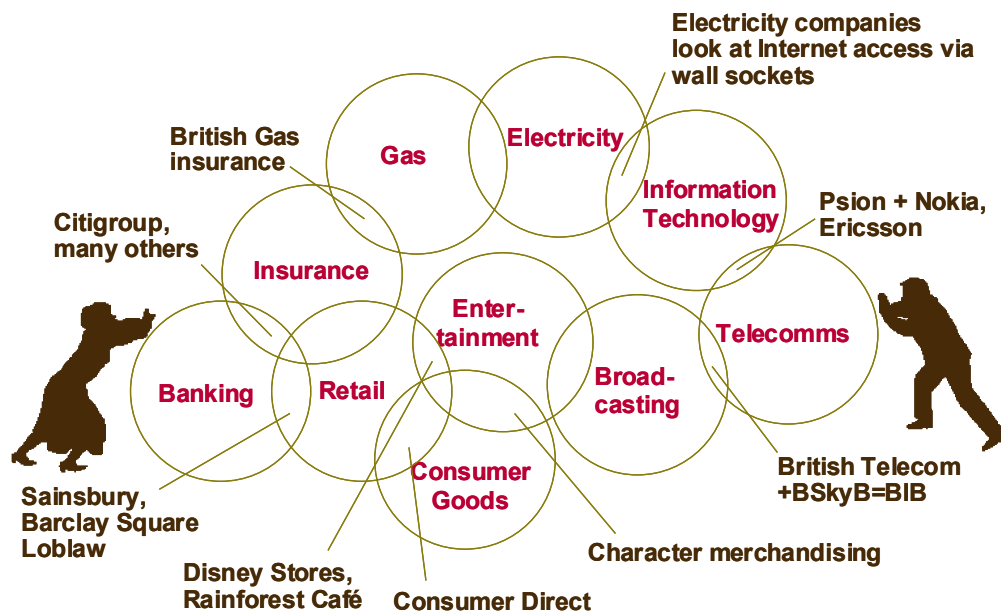 Electricity companies
look at Internet access via
wall sockets
British Gas
insurance
Gas
Electricity
Information
Technology
Psion + Nokia,
Ericsson
Citigroup,
many others
Insurance
Enter-
tainment
Telecomms
Banking
Retail
Broad-
casting
Consumer
Goods
British Telecom
+BSkyB=BIB
Sainsbury,
Barclay Square
Loblaw
Character merchandising
Disney Stores,
Rainforest Café
Consumer Direct